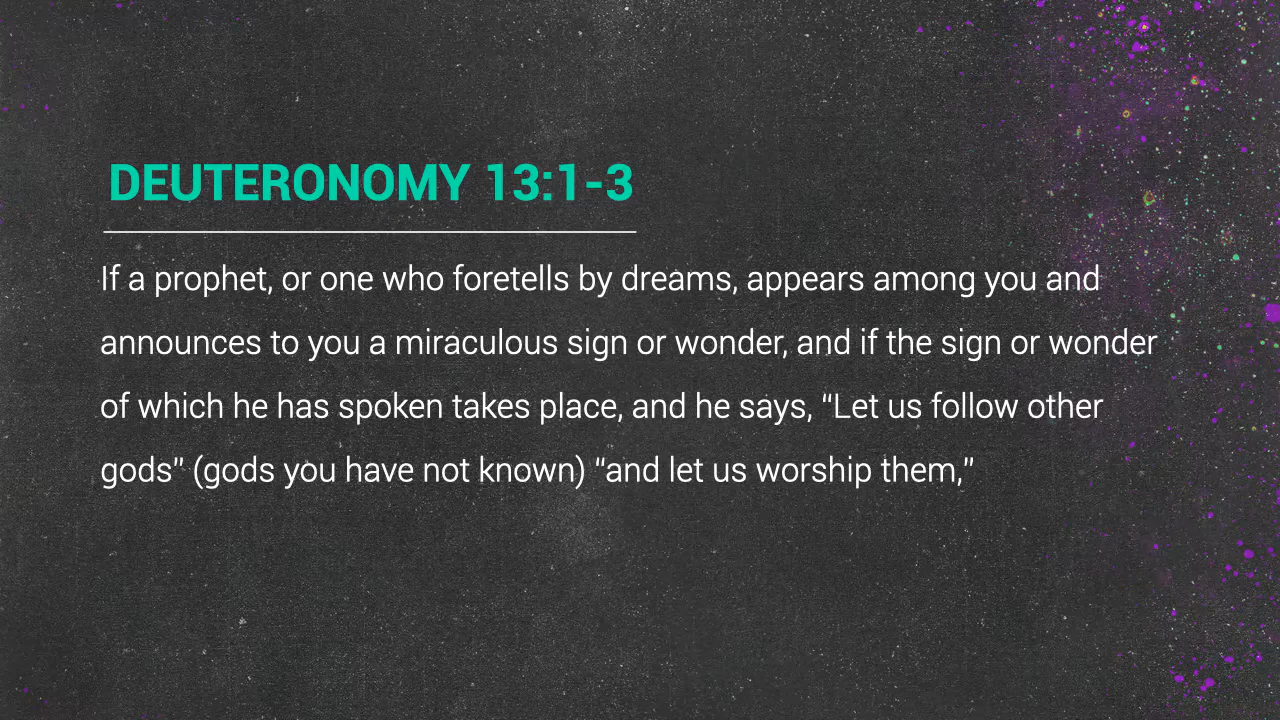 DEUTERONOMY 13:1-3
If a prophet, or one who foretells by dreams, appears among you and
announces to you a miraculous sign or wonder, and if the sign or wonder
of which he has spoken takes place, and he says, “Let us follow other
gods” (gods you have not known) “and let us worship them,”